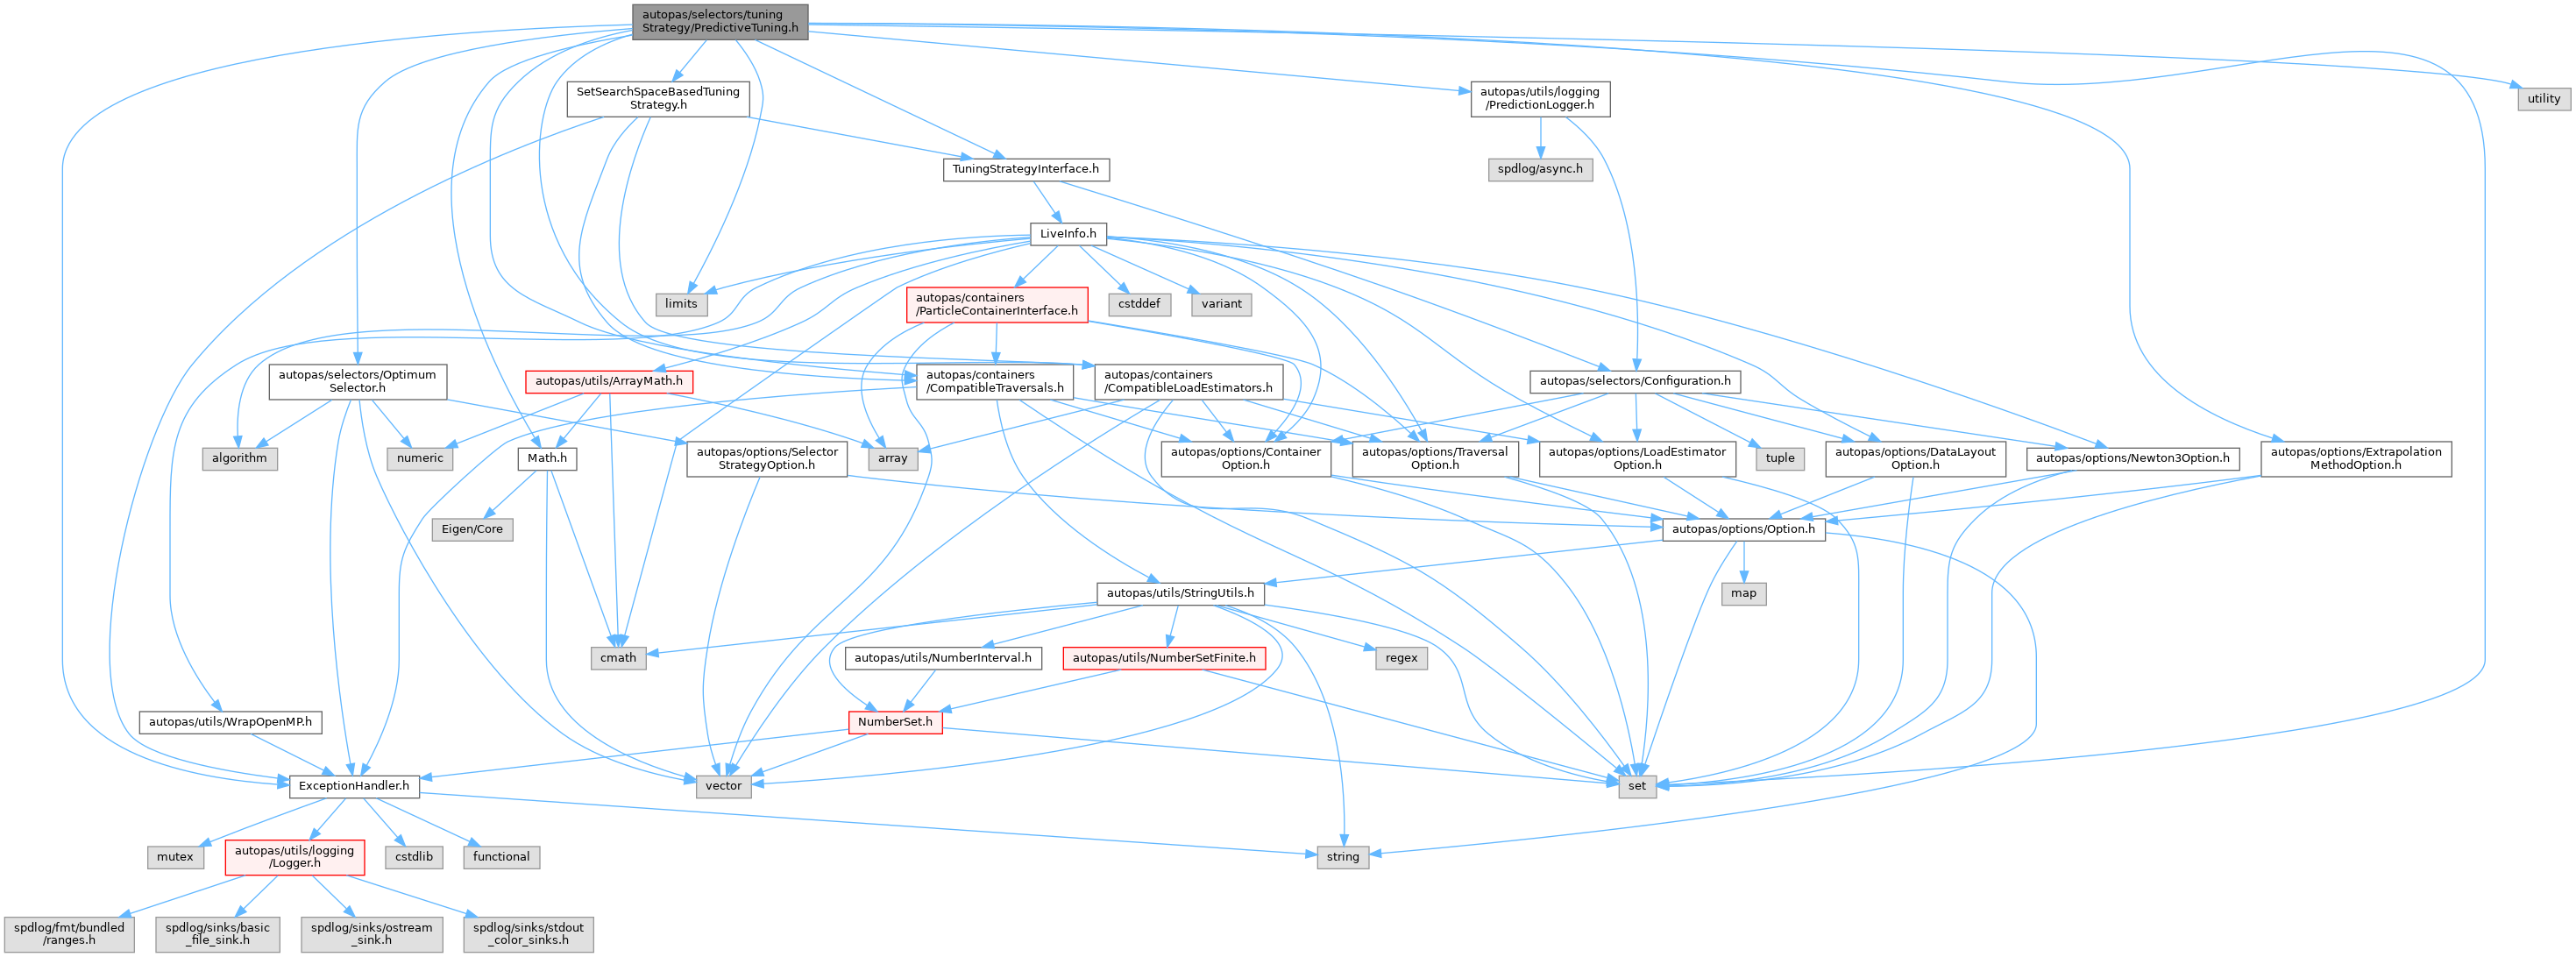 autopas/selectors/tuning
Strategy/PredictiveTuning.h
SetSearchSpaceBasedTuning
Strategy.h
autopas/utils/logging
/PredictionLogger.h
utility
TuningStrategyInterface.h
spdlog/async.h
LiveInfo.h
limits
autopas/containers
/ParticleContainerInterface.h
cstddef
variant
autopas/selectors/Optimum
Selector.h
autopas/utils/ArrayMath.h
autopas/containers
/CompatibleTraversals.h
autopas/containers
/CompatibleLoadEstimators.h
autopas/selectors/Configuration.h
algorithm
numeric
Math.h
autopas/options/Selector
StrategyOption.h
array
autopas/options/Container
Option.h
autopas/options/Traversal
Option.h
autopas/options/LoadEstimator
Option.h
tuple
autopas/options/DataLayout
Option.h
autopas/options/Newton3Option.h
autopas/options/Extrapolation
MethodOption.h
Eigen/Core
autopas/options/Option.h
autopas/utils/StringUtils.h
map
cmath
autopas/utils/NumberInterval.h
autopas/utils/NumberSetFinite.h
regex
autopas/utils/WrapOpenMP.h
NumberSet.h
ExceptionHandler.h
vector
set
mutex
autopas/utils/logging
/Logger.h
cstdlib
functional
string
spdlog/fmt/bundled
/ranges.h
spdlog/sinks/basic
_file_sink.h
spdlog/sinks/ostream
_sink.h
spdlog/sinks/stdout
_color_sinks.h